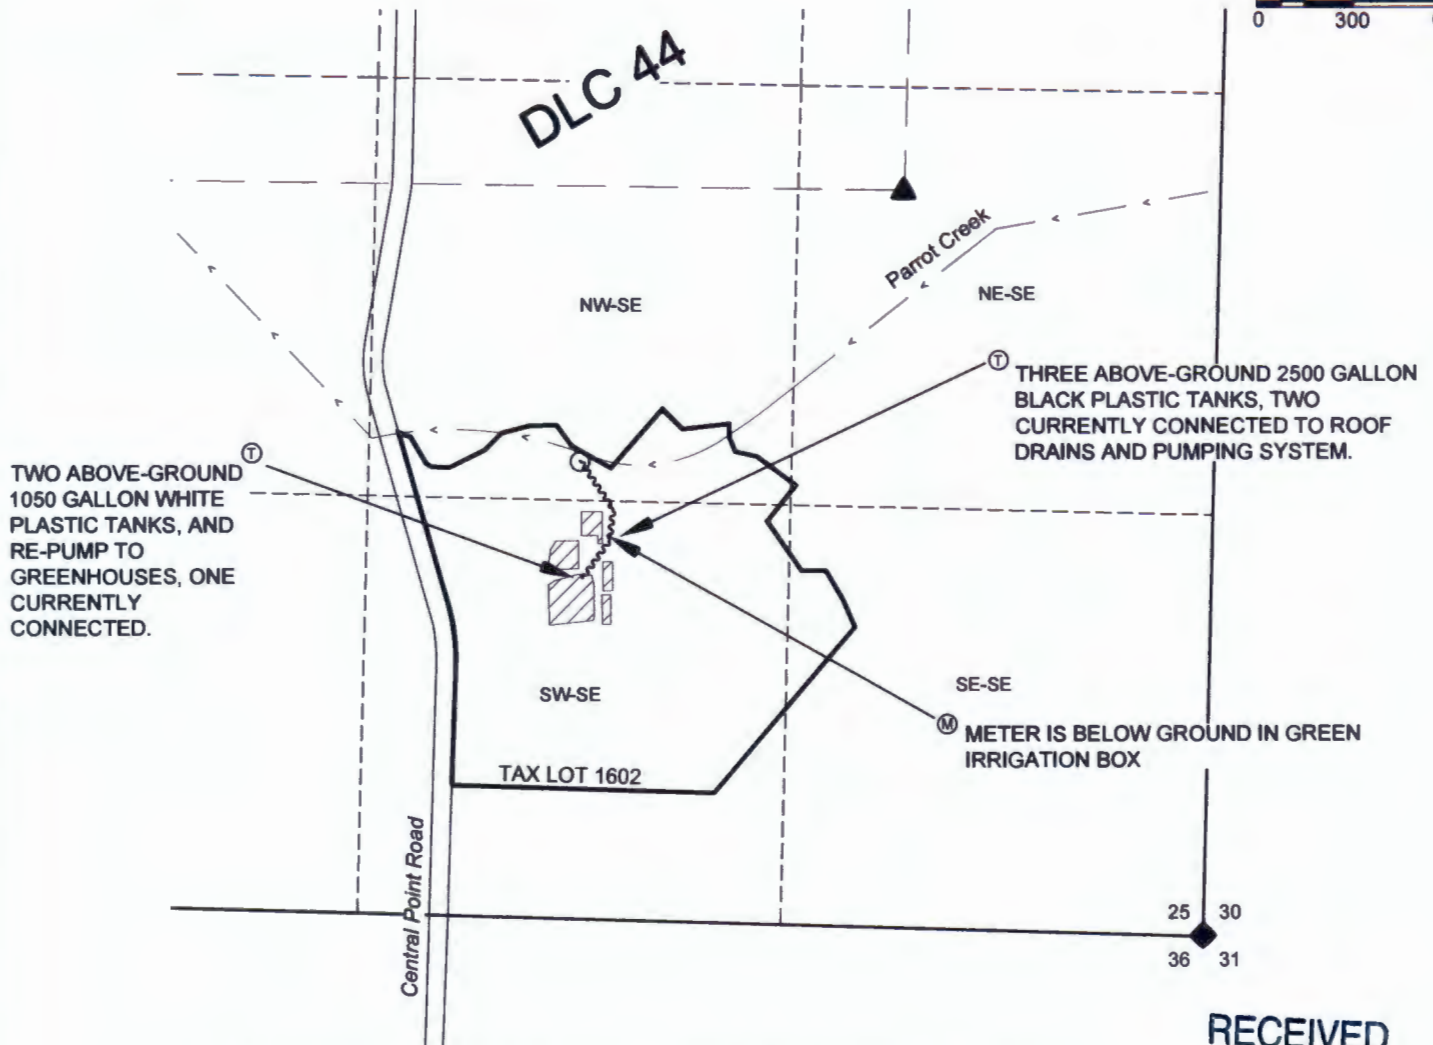 0 300
DLC 44
Parrot Creek
NW-SE
NE-SE
Ⓣ THREE ABOVE-GROUND 2500 GALLON
BLACK PLASTIC TANKS, TWO
CURRENTLY CONNECTED TO ROOF
DRAINS AND PUMPING SYSTEM.
Ⓣ
TWO ABOVE-GROUND
1050 GALLON WHITE
PLASTIC TANKS, AND
RE-PUMP TO
GREENHOUSES, ONE
CURRENTLY
CONNECTED.
SW-SE
SE-SE
Ⓜ METER IS BELOW GROUND IN GREEN
IRRIGATION BOX
TAX LOT 1602
Central Point Road
25 30
36 31
RECEIVED